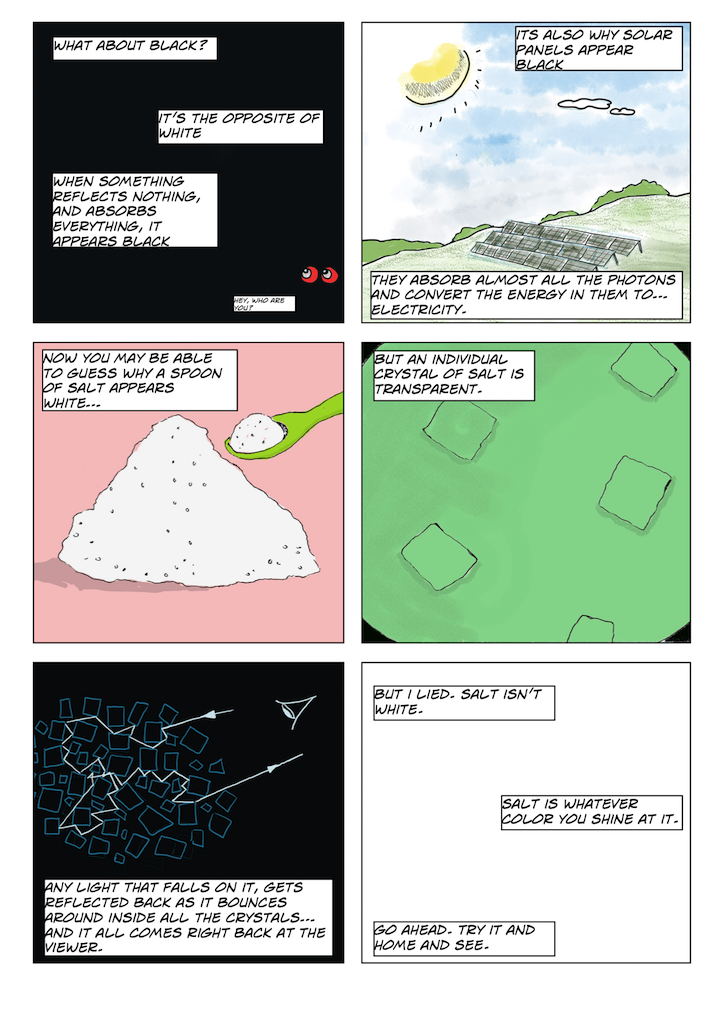 WHAT ABOUT BLACK?
IT'S THE OPPOSITE OF
WHITE
WHEN SOMETHING
REFLECTS NOTHING,
AND ABSORBS
EVERYTHING, IT
APPEARS BLACK
HEY, WHO ARE
YOU?
ITS ALSO WHY SOLAR
PANELS APPEAR
BLACK
THEY ABSORB ALMOST ALL THE PHOTONS
AND CONVERT THE ENERGY IN THEM TO...
ELECTRICITY.
NOW YOU MAY BE ABLE
TO GUESS WHY A SPOON
OF SALT APPEARS
WHITE...
BUT AN INDIVIDUAL
CRYSTAL OF SALT IS
TRANSPARENT.
ANY LIGHT THAT FALLS ON IT, GETS
REFLECTED BACK AS IT BOUNCES
AROUND INSIDE ALL THE CRYSTALS...
AND IT ALL COMES RIGHT BACK AT THE
VIEWER.
BUT I LIED. SALT ISN'T
WHITE.
SALT IS WHATEVER
COLOR YOU SHINE AT IT.
GO AHEAD. TRY IT AND
HOME AND SEE.